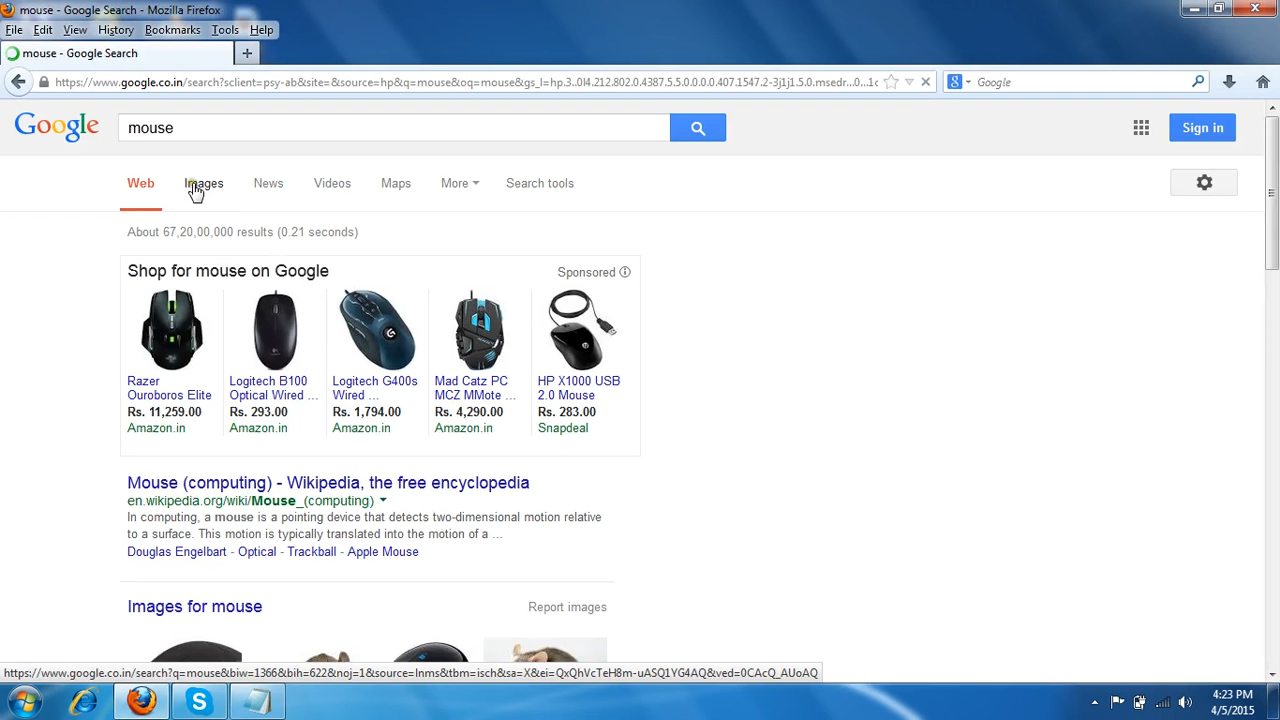 mouse - Google Search - Mozilla Firefox
File Edit View History Bookmarks Tools Help
mouse - Google Search
https://www.google.co.in/search?sclient=psy-ab&site=&source=hp&q=mouse&oq=mouse&gs_l=hp.3..0l4.212.802.0.4387.5.5.0.0.0.0.407.1547.2-3j1j1.5.0.msedr...0...1c
Google
Google
mouse
Sign in
Web Images News Videos Maps More Search tools
About 67,20,00,000 results (0.21 seconds)
Shop for mouse on Google Sponsored
Razer Ouroboros Elite
Rs. 11,259.00
Amazon.in
Logitech B100 Optical Wired ...
Rs. 293.00
Amazon.in
Logitech G400s Wired ...
Rs. 1,794.00
Amazon.in
Mad Catz PC MCZ MMote ...
Rs. 4,290.00
Amazon.in
HP X1000 USB 2.0 Mouse
Rs. 283.00
Snapdeal
Mouse (computing) - Wikipedia, the free encyclopedia
en.wikipedia.org/wiki/Mouse_(computing)
In computing, a mouse is a pointing device that detects two-dimensional motion relative
to a surface. This motion is typically translated into the motion of a ...
Douglas Engelbart - Optical - Trackball - Apple Mouse
Images for mouse Report images
https://www.google.co.in/search?q=mouse&biw=1366&bih=622&noj=1&source=lnms&tbm=isch&sa=X&ei=QxQhVcTeH8m-uASQ1YG4AQ&ved=0CAcQ_AUoAQ
4:23 PM
4/5/2015